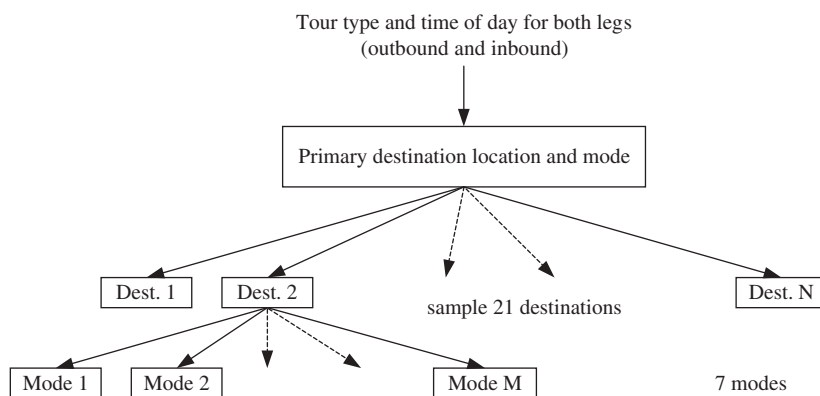 Tour type and time of day for both legs
(outbound and inbound)
Primary destination location and mode
Dest. 1
Dest. 2
sample 21 destinations
Dest. N
Mode 1
Mode 2
Mode M
7 modes